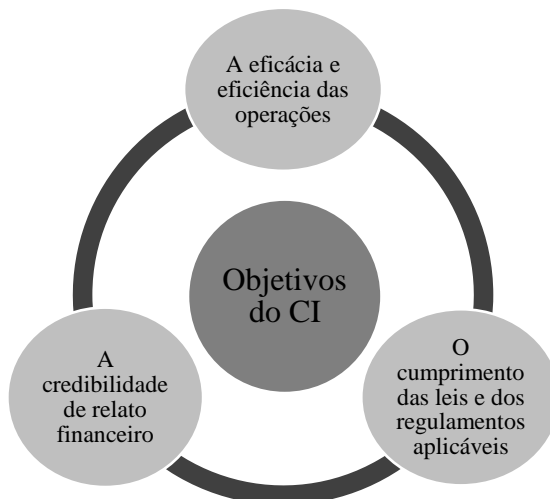 A eficácia e
eficiência das
operações
Objetivos
do CI
A
credibilidade
de relato
financeiro
O
cumprimento
das leis e dos
regulamentos
aplicáveis